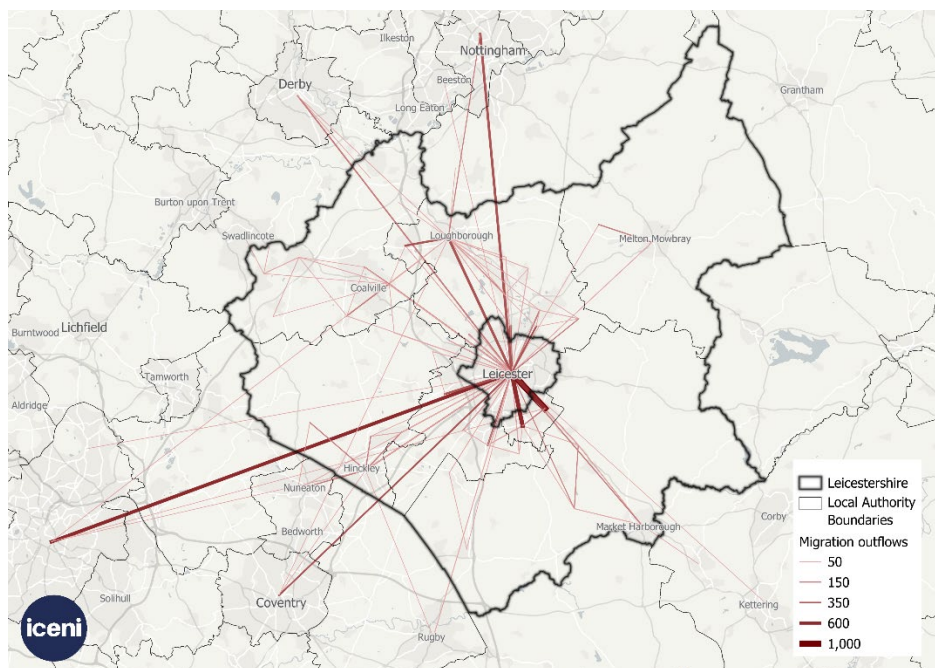 Ilkeston
Nottingham
Derby
Beeston
Grantham
Long Eaton
Burton upon Trent
Swadlincote
Loughborough
Melton Mowbray
Coalville
Burntwood
Lichfield
Tamworth
Leicester
Aldridge
Hinckley
Nuneaton
Bedworth
Market Harborough
Corby
Solihull
Coventry
Rugby
Kettering
Leicestershire
Local Authority
Boundaries
Migration outflows
50
150
350
600
1,000
iceni